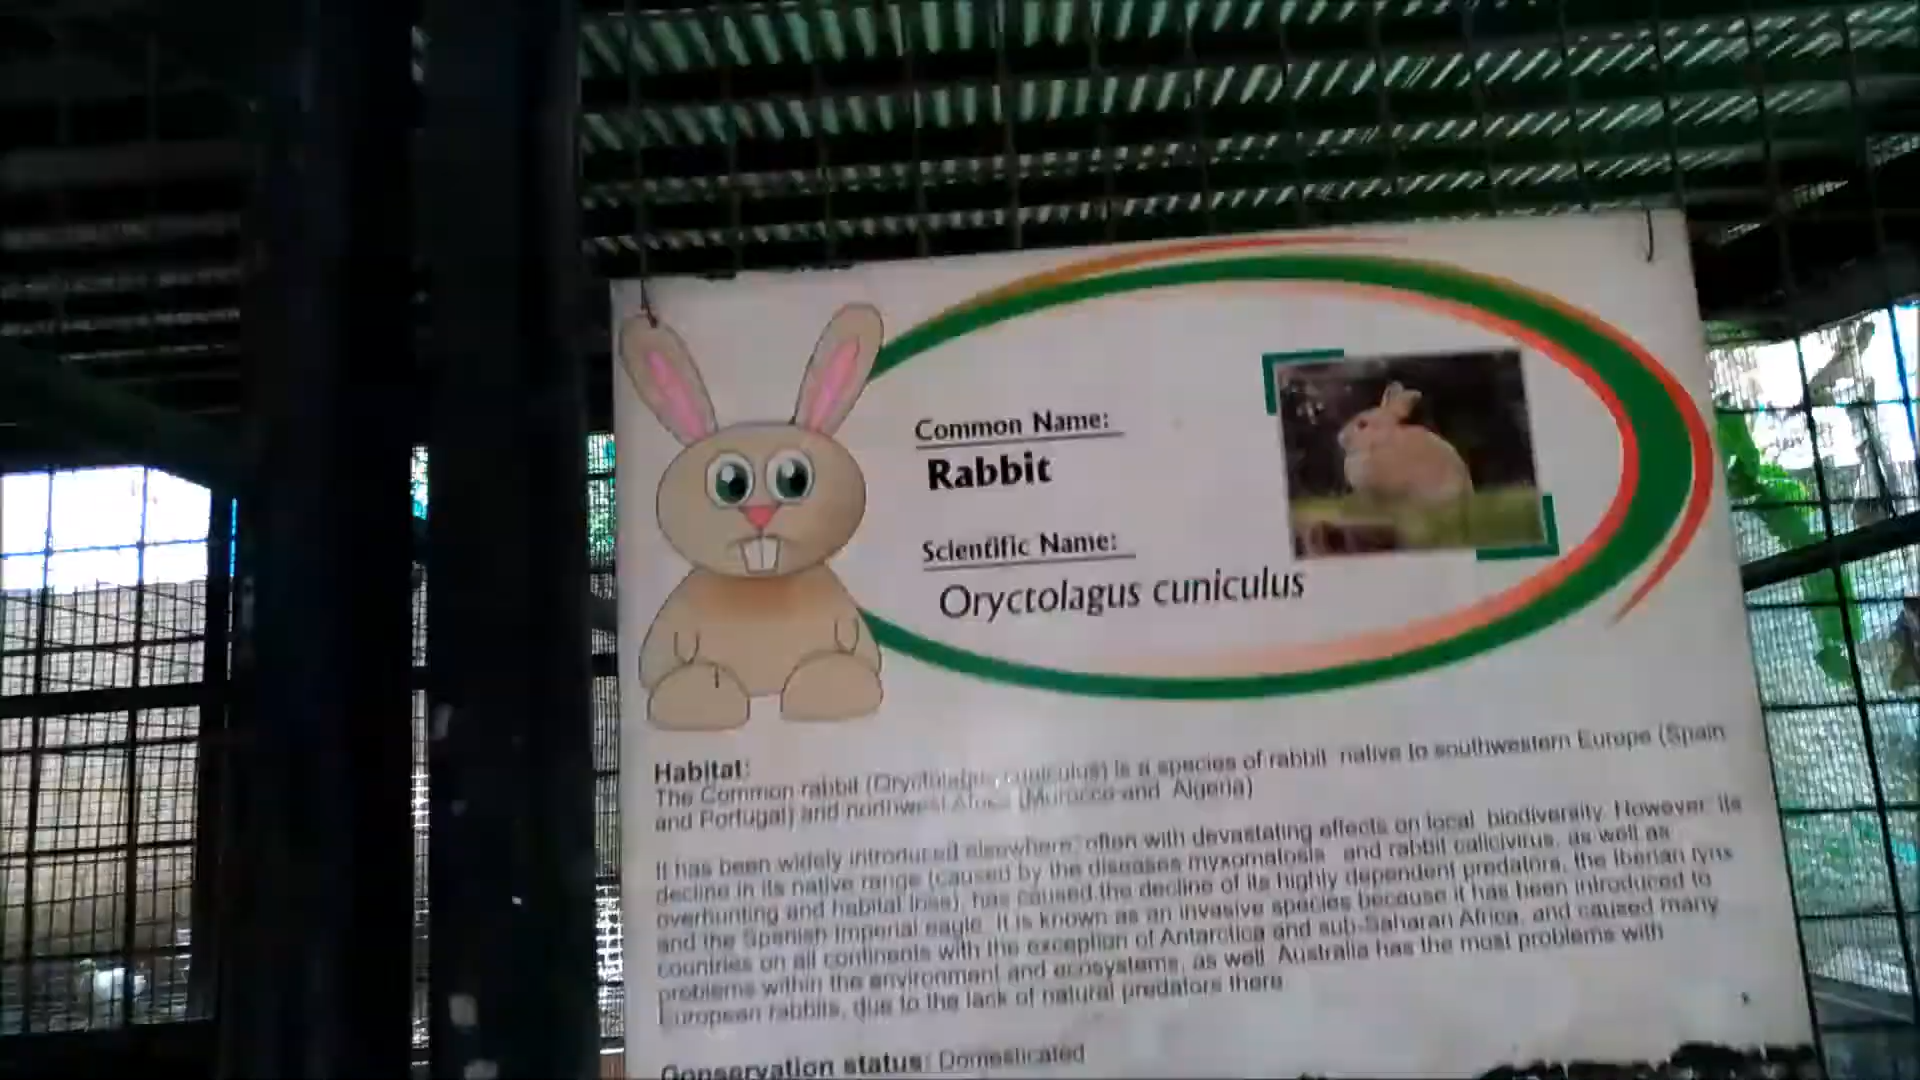 Common Name:
Rabbit
Scientific Name:
Oryctolagus cuniculus
Habitat:
The Common rabbit (Oryctolagus cuniculus) is a species of rabbit native to southwestern Europe (Spain
and Portugal) and northwest Africa (Morocco and Algeria)
It has been widely introduced elsewhere, often with devastating effects on local biodiversity. However, its
decline in its native range (caused by the diseases myxomatosis and rabbit calicivirus, as well as
overhunting and habitat loss), has caused the decline of its highly dependent predators, the Iberian lynx
and the Spanish Imperial eagle. It is known as an invasive species because it has been introduced to
countries on all continents with the exception of Antarctica and sub-Saharan Africa, and caused many
problems within the environment and ecosystems, as well. Australia has the most problems with
European rabbits, due to the lack of natural predators there.
Conservation status: Domesticated